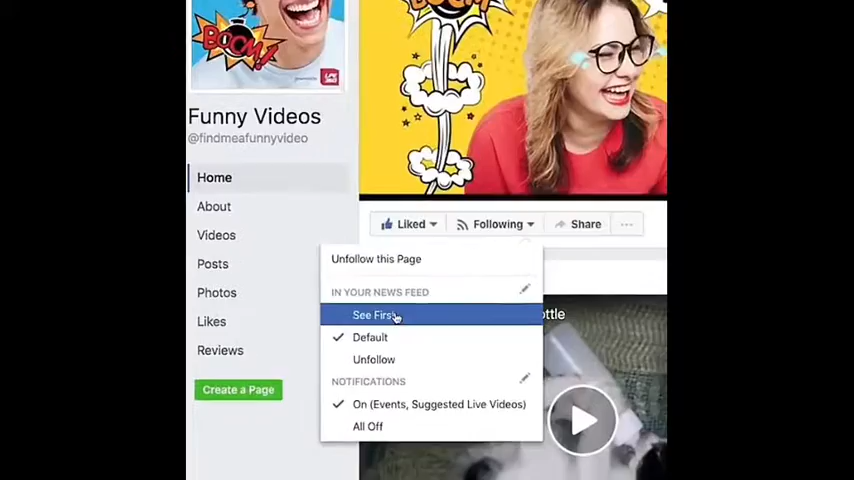 BOOM!
Funny Videos
@findmeafunnyvideo
Home
About
Videos
Posts
Photos
Likes
Reviews
Create a Page
Liked
Following
Share
Unfollow this Page
IN YOUR NEWS FEED
See First
ottle
Default
Unfollow
NOTIFICATIONS
On (Events, Suggested Live Videos)
All Off